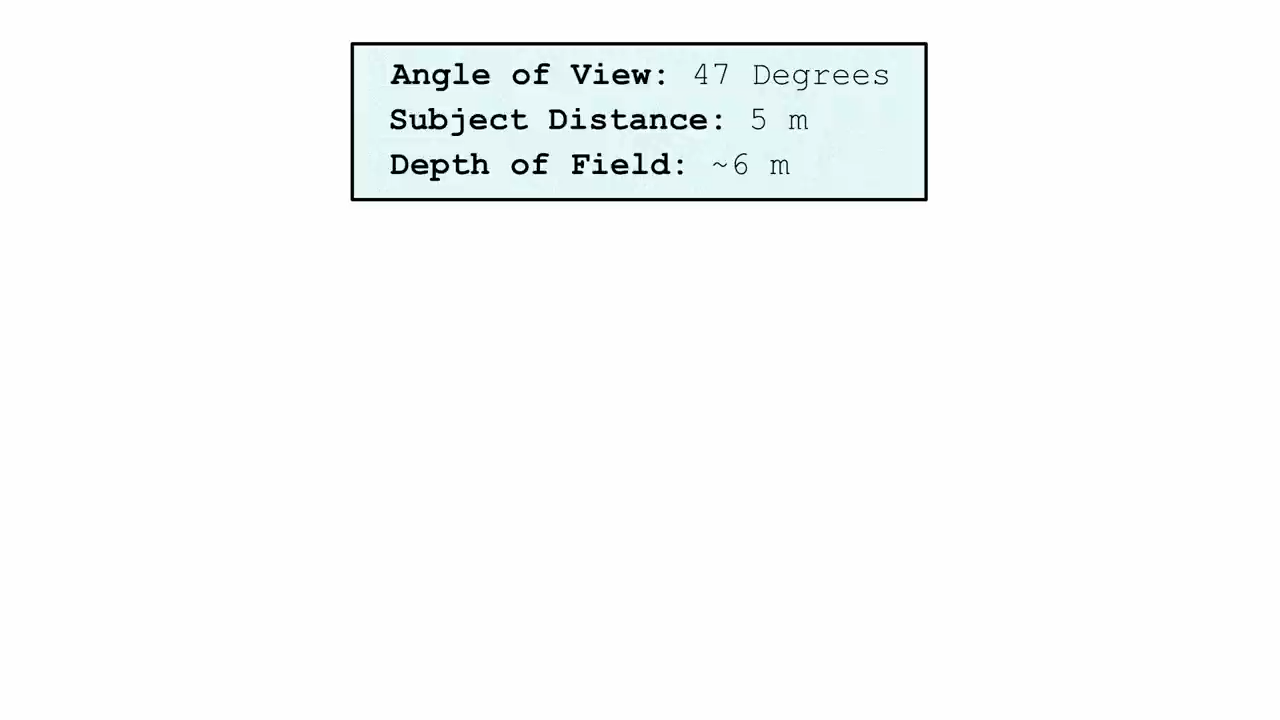 Angle of View: 47 Degrees
Subject Distance: 5 m
Depth of Field: ~6 m